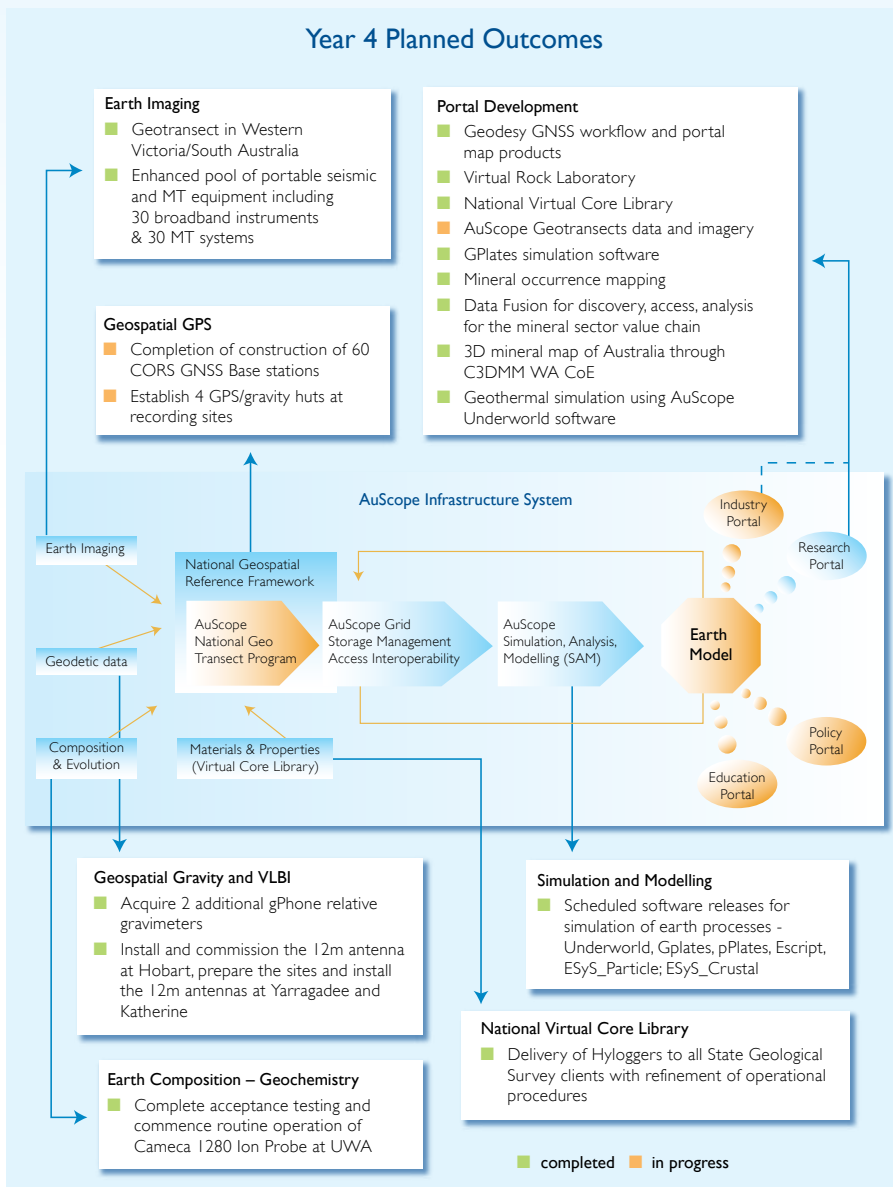 Year 4 Planned Outcomes
Earth Imaging
Geotransect in Western
Victoria/South Australia
Enhanced pool of portable seismic
and MT equipment including
30 broadband instruments
& 30 MT systems
Portal Development
Geodesy GNSS workflow and portal
map products
Virtual Rock Laboratory
National Virtual Core Library
AuScope Geotransects data and imagery
GPlates simulation software
Mineral occurrence mapping
Data Fusion for discovery, access, analysis
for the mineral sector value chain
3D mineral map of Australia through
C3DMM WA CoE
Geothermal simulation using AuScope
Underworld software
Geospatial GPS
Completion of construction of 60
CORS GNSS Base stations
Establish 4 GPS/gravity huts at
recording sites
AuScope Infrastructure System
Earth Imaging
Geodetic data
Composition
& Evolution
National Geospatial
Reference Framework
AuScope
National Geo
Transect Program
Materials & Properties
(Virtual Core Library)
AuScope Grid
Storage Management
Access Interoperability
AuScope
Simulation, Analysis,
Modelling (SAM)
Earth
Model
Industry
Portal
Research
Portal
Policy
Portal
Education
Portal
Geospatial Gravity and VLBI
Acquire 2 additional gPhone relative
gravimeters
Install and commission the 12m antenna
at Hobart, prepare the sites and install
the 12m antennas at Yarragadee and
Katherine
Simulation and Modelling
Scheduled software releases for
simulation of earth processes -
Underworld, Gplates, pPlates, Escript,
ESyS_Particle; ESyS_Crustal
National Virtual Core Library
Delivery of Hyloggers to all State Geological
Survey clients with refinement of operational
procedures
Earth Composition – Geochemistry
Complete acceptance testing and
commence routine operation of
Cameca 1280 Ion Probe at UWA
completed in progress